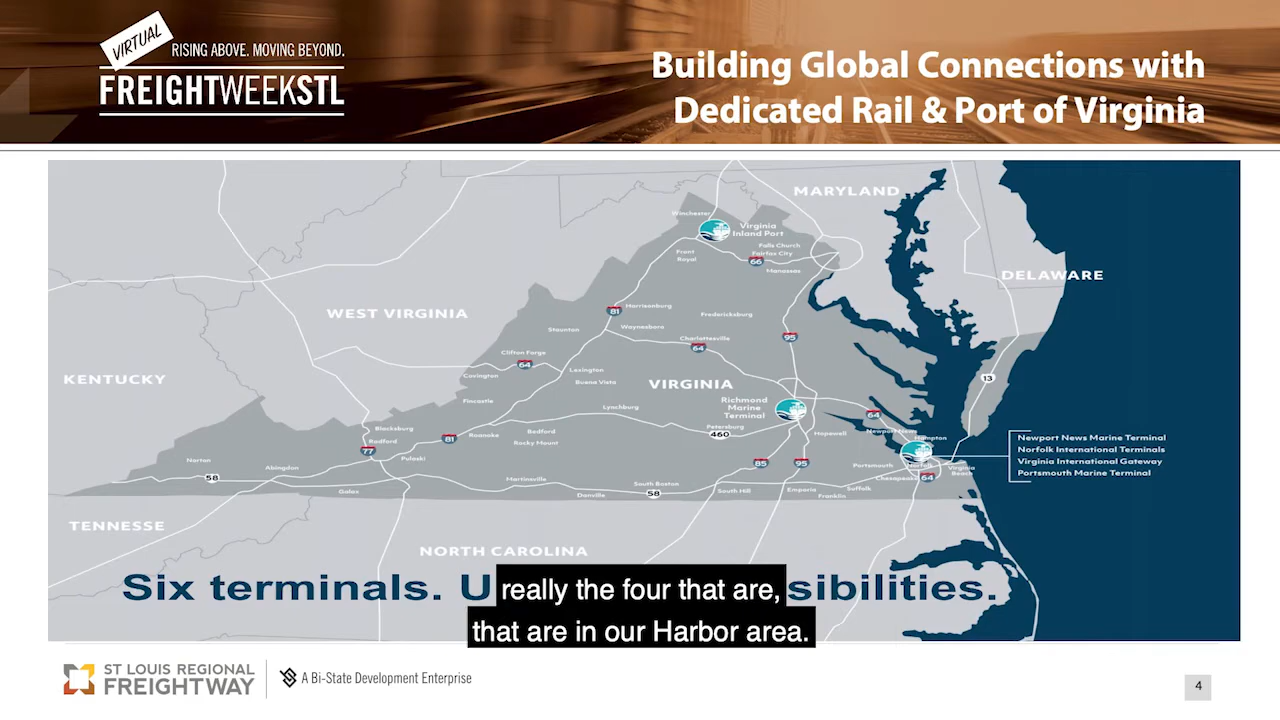 VIRTUAL
RISING ABOVE. MOVING BEYOND.
FREIGHTWEEKSTL
Building Global Connections with
Dedicated Rail & Port of Virginia
MARYLAND
Winchester
Virginia
Inland Port
Falls Church
Fairfax City
Front
Royal
66
Manassas
DELAWARE
WEST VIRGINIA
81
Harrisonburg
Fredericksburg
Staunton
Waynesboro
95
Charlottesville
64
Clifton Forge
64
Lexington
Covington
Buena Vista
KENTUCKY
VIRGINIA
13
Fincastle
Lynchburg
Richmond
Marine
Terminal
64
Blacksburg
Radford
81
Roanoke
Bedford
Rocky Mount
Petersburg
460
Hopewell
Newport News
Hampton
Newport News Marine Terminal
Norfolk International Terminals
Virginia International Gateway
Portsmouth Marine Terminal
77
Pulaski
Norton
Abingdon
58
85
95
Portsmouth
Norfolk
Virginia
Beach
Chesapeake
64
Galax
Martinsville
Danville
South Boston
58
South Hill
Emporia
Franklin
Suffolk
TENNESSEE
NORTH CAROLINA
Six terminals. U
sibilities.
really the four that are,
that are in our Harbor area.
ST LOUIS REGIONAL
FREIGHTWAY
A Bi-State Development Enterprise
4